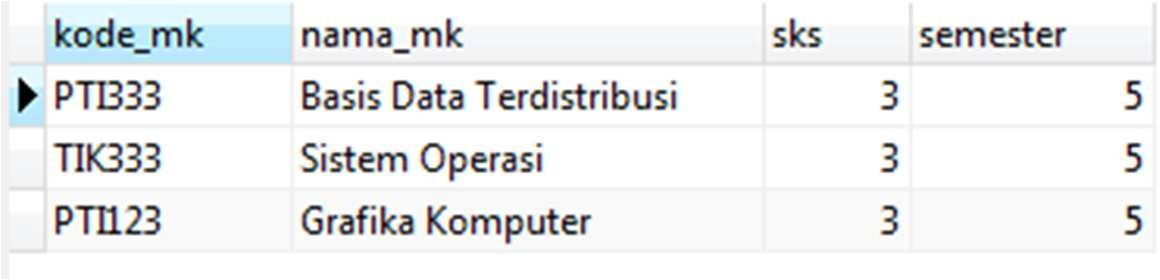 kode_mk nama_mk sks semester
PTI333 Basis Data Terdistribusi 3 5
TIK333 Sistem Operasi 3 5
PTI123 Grafika Komputer 3 5